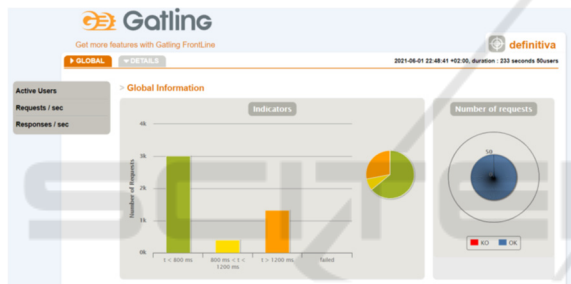 Gatling
Get more features with Gatling FrontLine
definitiva
GLOBAL
DETAILS
2021-06-01 22:48:41 +02:00, duration : 233 seconds 80users
Active Users
Requests / sec
Responses / sec
> Global Information
Indicators
Number of Requests
4k
3k
2k
1k
0k
t < 800 ms
800 ms < t < 1200 ms
t > 1200 ms
failed
Number of requests
KO
OK